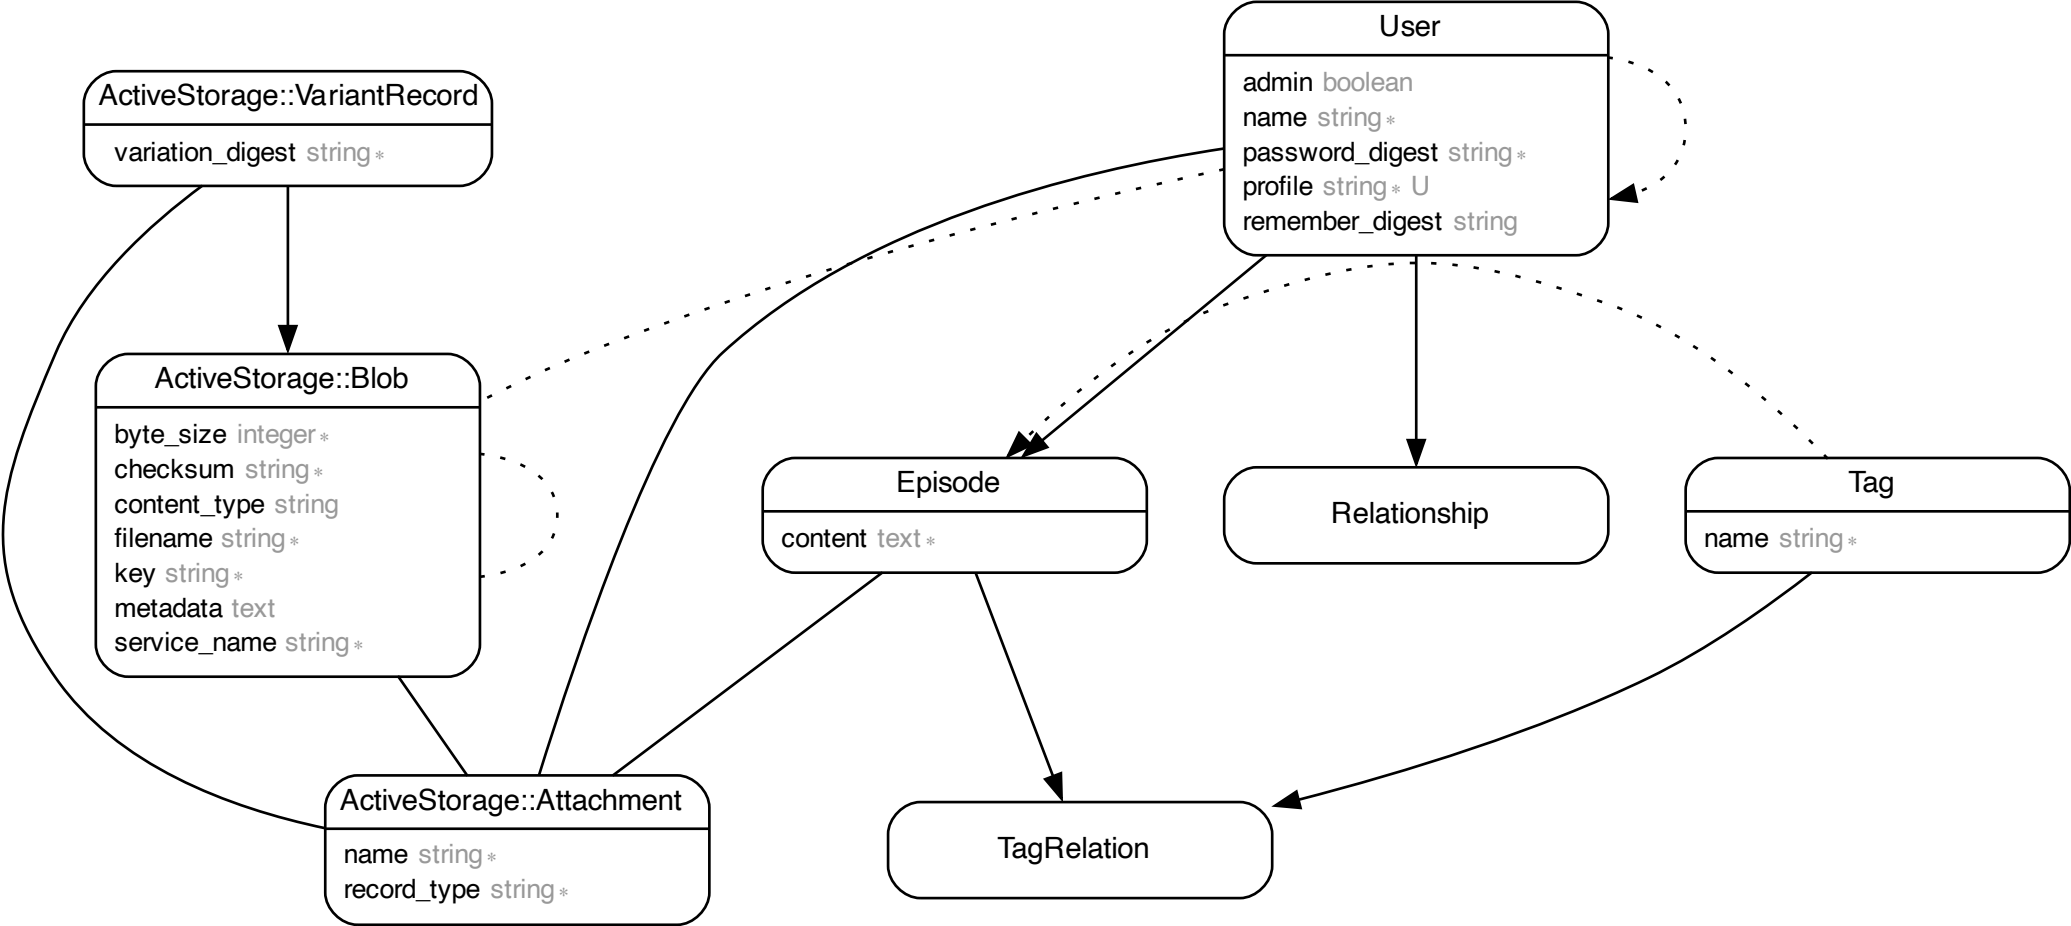 User
admin boolean
name string*
password_digest string*
profile string* U
remember_digest string
ActiveStorage::VariantRecord
variation_digest string*
ActiveStorage::Blob
byte_size integer*
checksum string*
content_type string
filename string*
key string*
metadata text
service_name string*
Episode
content text*
Relationship
Tag
name string*
ActiveStorage::Attachment
name string*
record_type string*
TagRelation